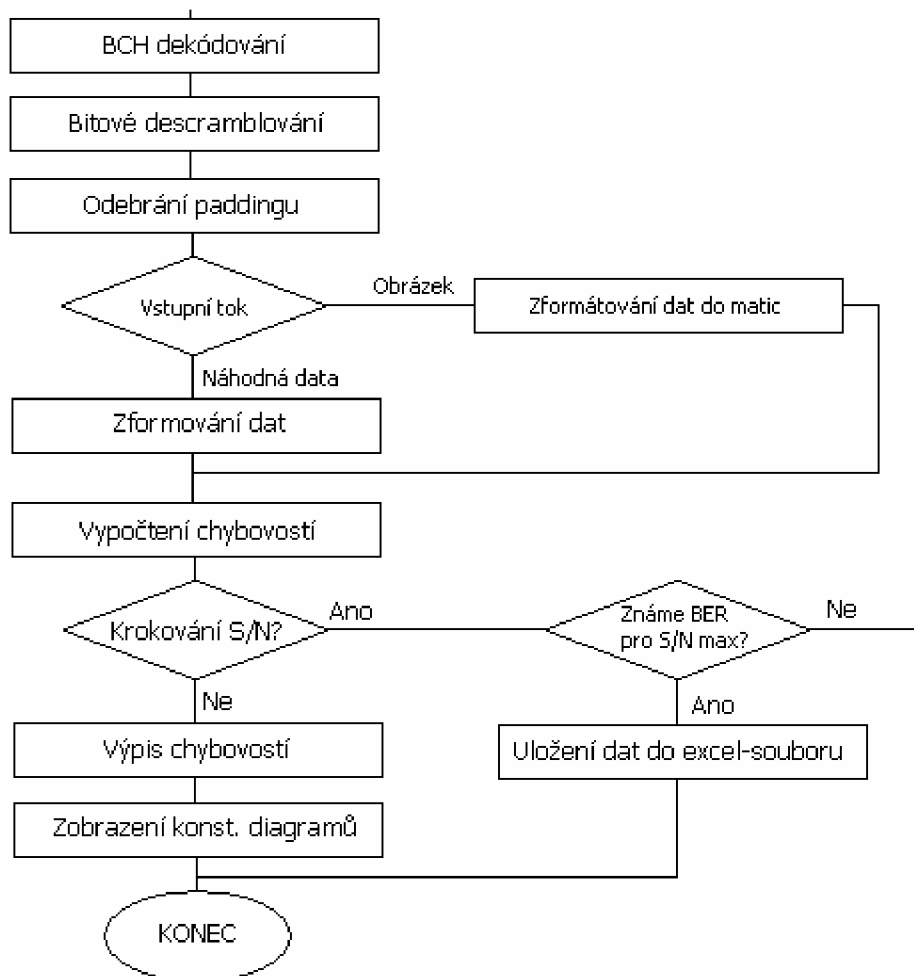 BCH dekódování
Bitové descramblování
Odebrání paddingu
Vstupní tok
Obrázek
Zformátování dat do matic
Náhodná data
Zformování dat
Vypočtení chybovostí
Krokování S/N?
Ano
Známe BER
pro S/N max?
Ne
Ne
Ano
Výpis chybovostí
Uložení dat do excel-souboru
Zobrazení konst. diagramů
KONEC